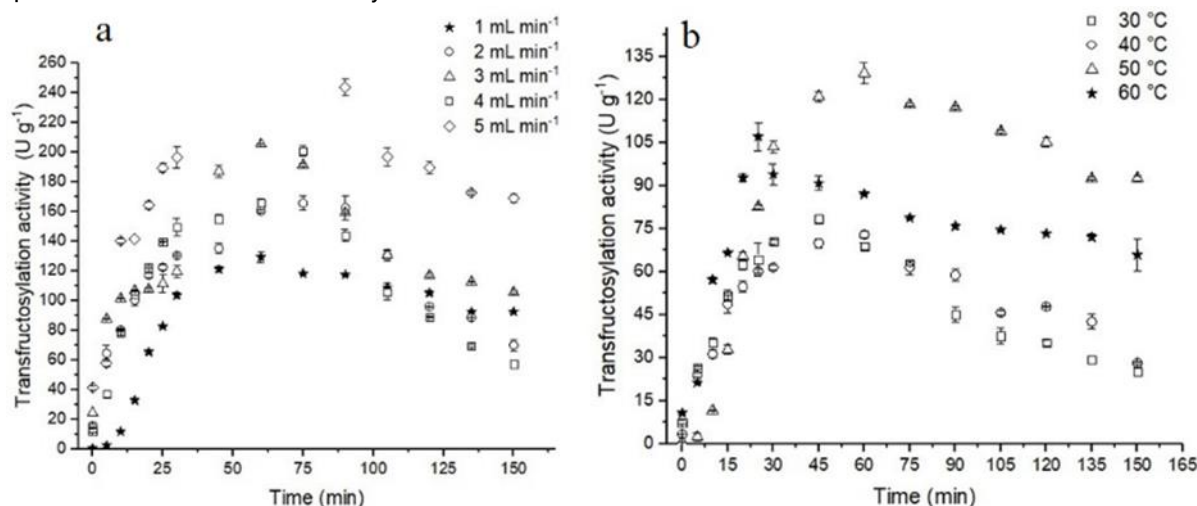 a
★ 1 mL min⁻¹
○ 2 mL min⁻¹
△ 3 mL min⁻¹
□ 4 mL min⁻¹
◇ 5 mL min⁻¹
Transfructosylation activity (U g⁻¹)
260
240
220
200
180
160
140
120
100
80
60
40
20
0
0 25 50 75 100 125 150
Time (min)
b
□ 30 °C
○ 40 °C
△ 50 °C
★ 60 °C
Transfructosylation activity (U g⁻¹)
135
120
105
90
75
60
45
30
15
0
0 15 30 45 60 75 90 105 120 135 150 165
Time (min)